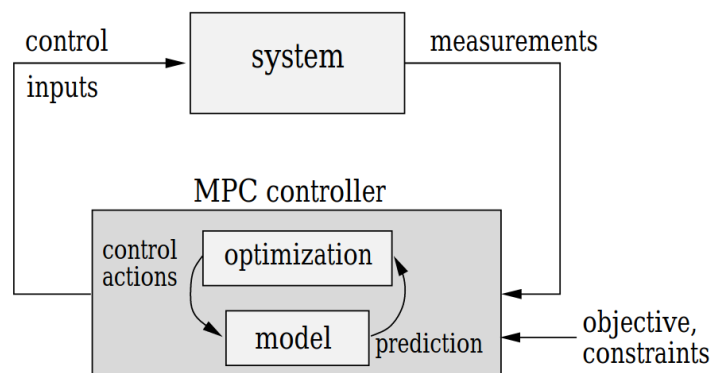 control
inputs
system
measurements
MPC controller
control
actions
optimization
model
prediction
objective,
constraints